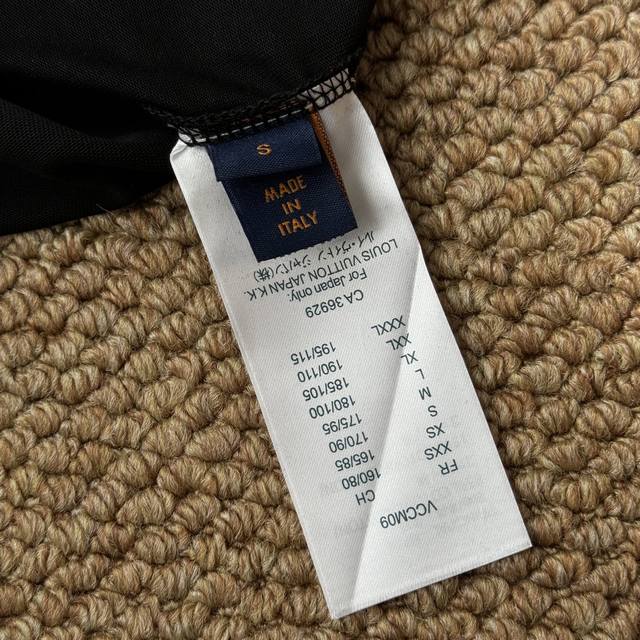 S
MADE
IN
ITALY
VCCM09
FR CH
XXS 160/80
XS 165/85
S 170/90
M 175/95
L 180/100
XL 185/105
XXL 190/110
XXXL 195/115
CA36929
For Japan only:
LOUIS VUITTON JAPAN K.K.
ルイ・ヴィトン ジャパン(株)